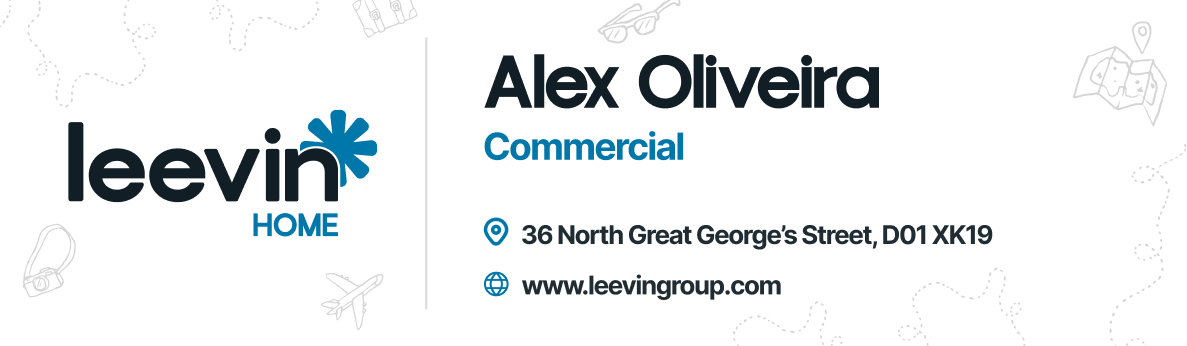 leevin
HOME
Alex Oliveira
Commercial
36 North Great George’s Street, D01 XK19
www.leevingroup.com